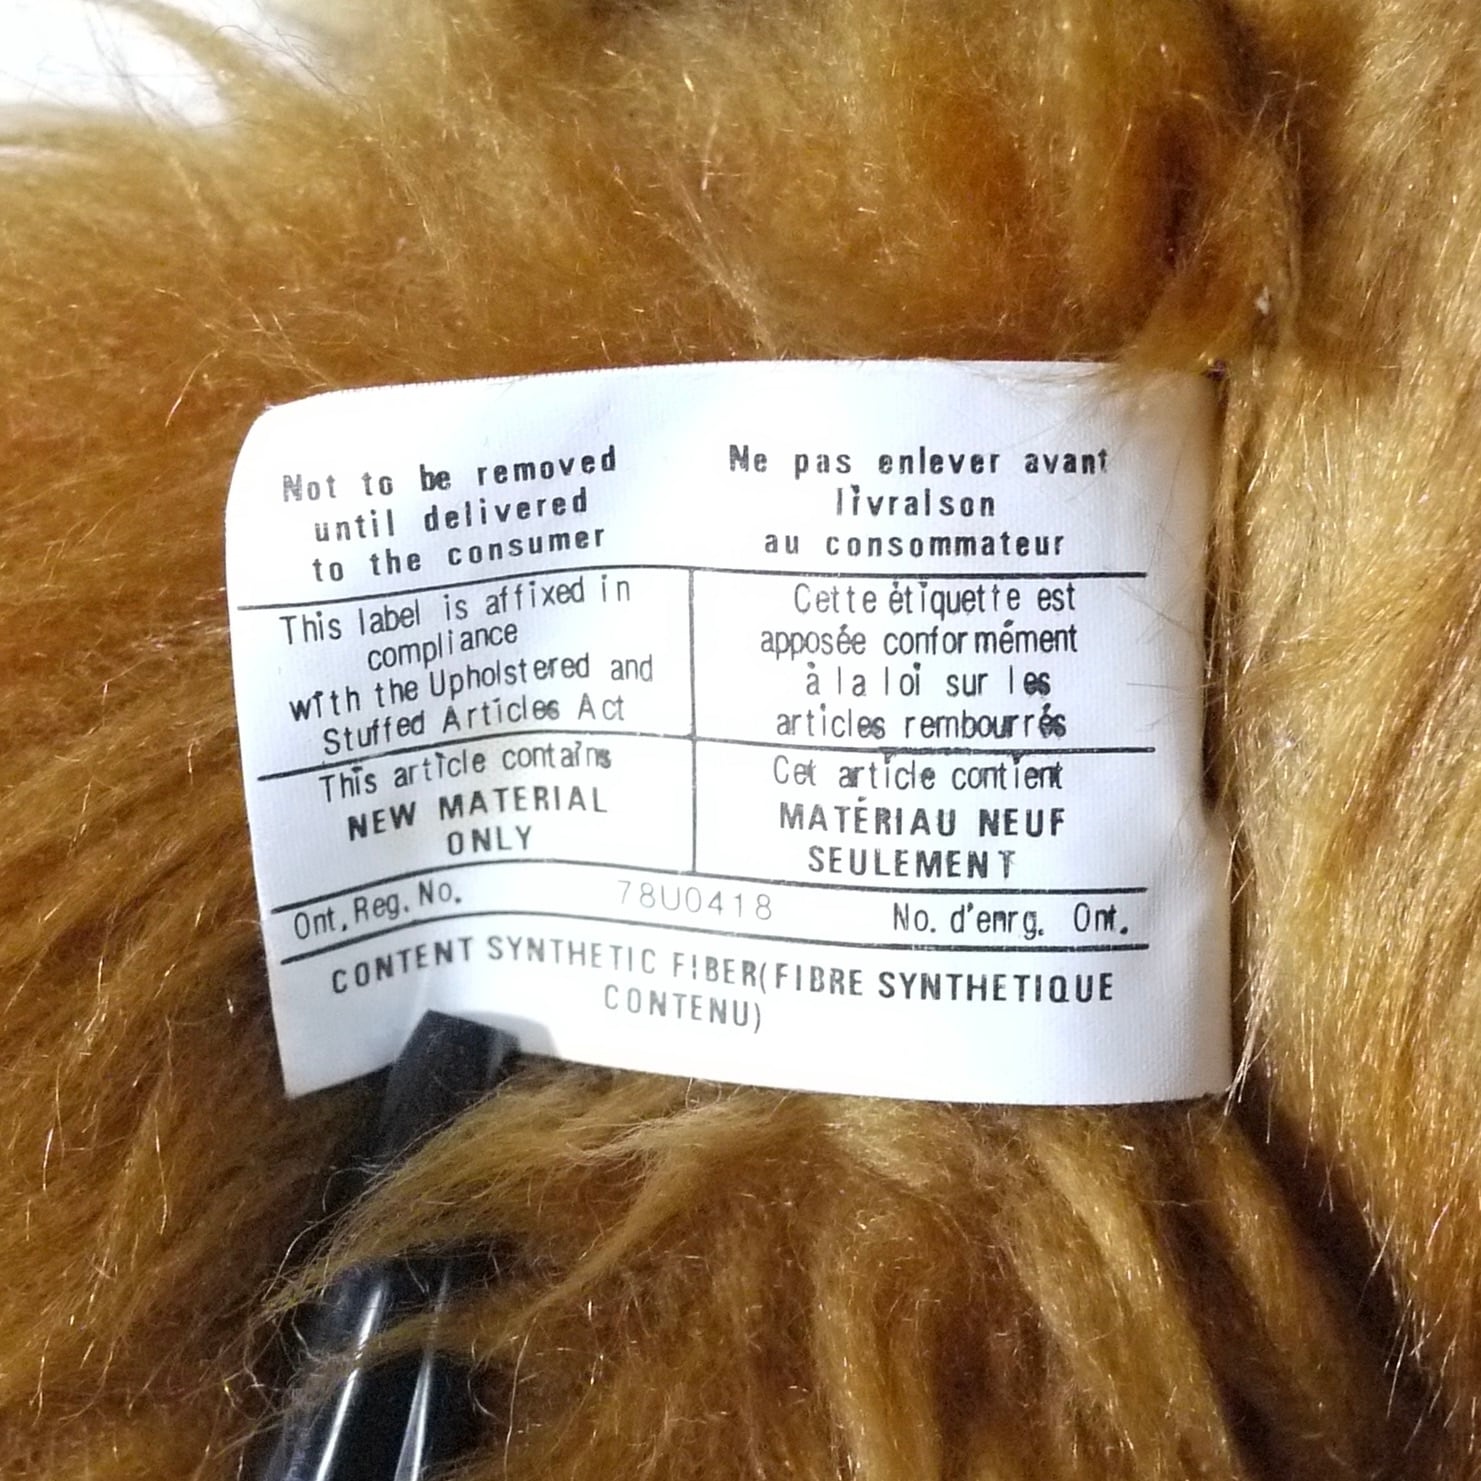 Not to be removed
until delivered
to the consumer
Ne pas enlever avant
livraison
au consommateur
This label is affixed in
compliance
with the Upholstered and
Stuffed Articles Act
Cette étiquette est
apposée conformément
à la loi sur les
articles rembourrés
This article contains
NEW MATERIAL
ONLY
Cet article contient
MATÉRIAU NEUF
SEULEMENT
Ont. Reg. No. 78U0418 No. d'enrg. Ont.
CONTENT SYNTHETIC FIBER(FIBRE SYNTHETIQUE
CONTENU)